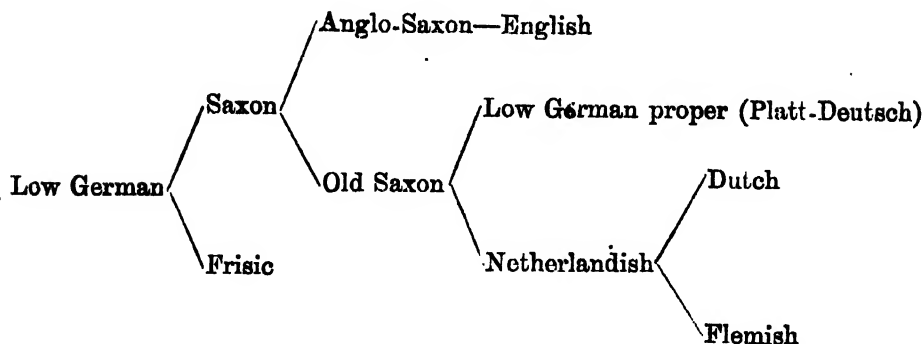 Anglo-Saxon—English
Saxon
Low German proper (Platt-Deutsch)
Low German
Old Saxon
Dutch
Frisic
Netherlandish
Flemish